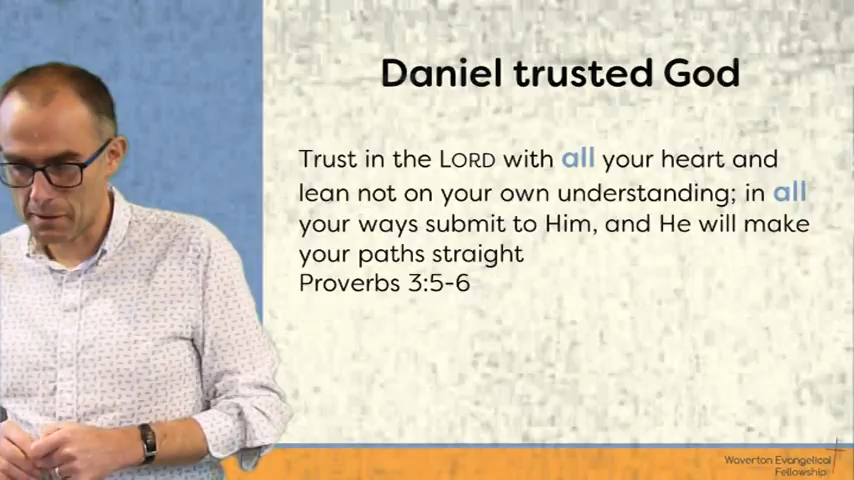 Daniel trusted God
Trust in the LORD with all your heart and
lean not on your own understanding; in all
your ways submit to Him, and He will make
your paths straight
Proverbs 3:5-6
Waverton Evangelical
Fellowship